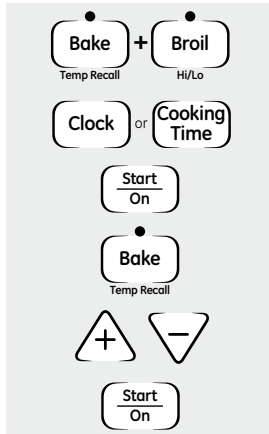 Bake + Broil
Temp Recall Hi/Lo
Clock or Cooking Time
Start
On
Bake
Temp Recall
+ −
Start
On